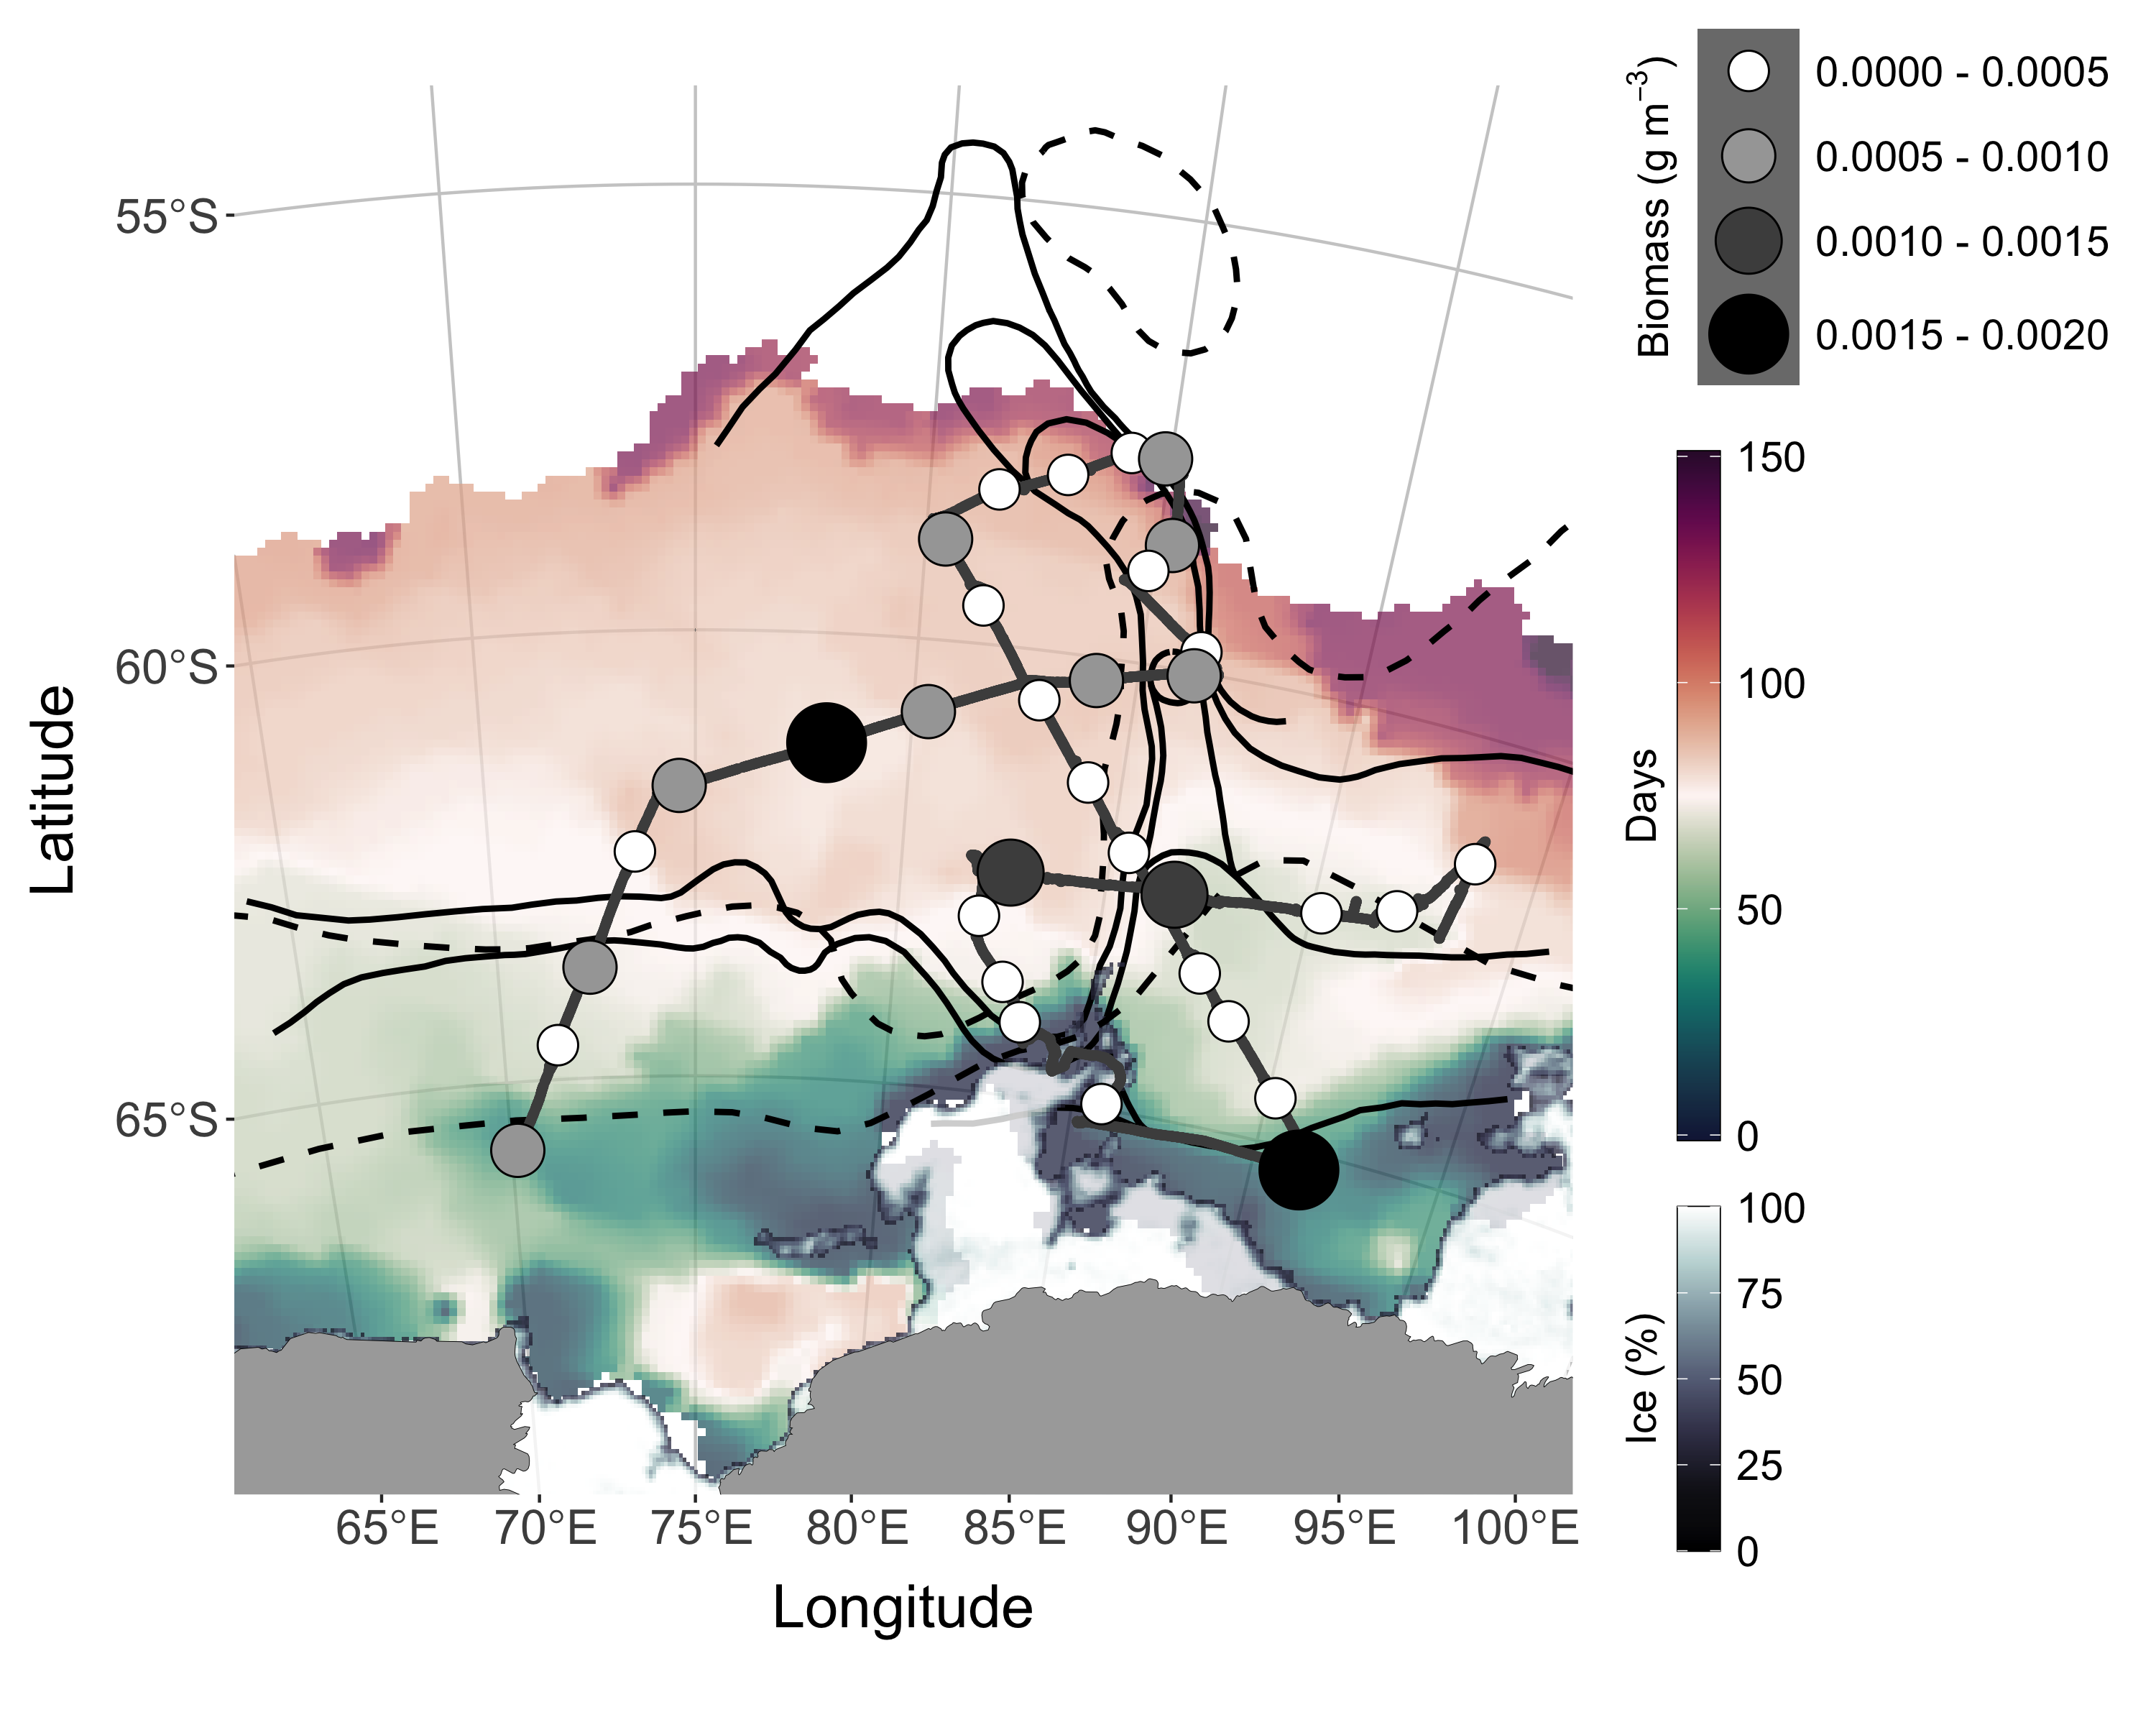 55°S
60°S
65°S
Latitude
65°E 70°E 75°E 80°E 85°E 90°E 95°E 100°E
Longitude
Biomass (g m⁻³)
0.0000 - 0.0005
0.0005 - 0.0010
0.0010 - 0.0015
0.0015 - 0.0020
Days
150
100
50
0
Ice (%)
100
75
50
25
0